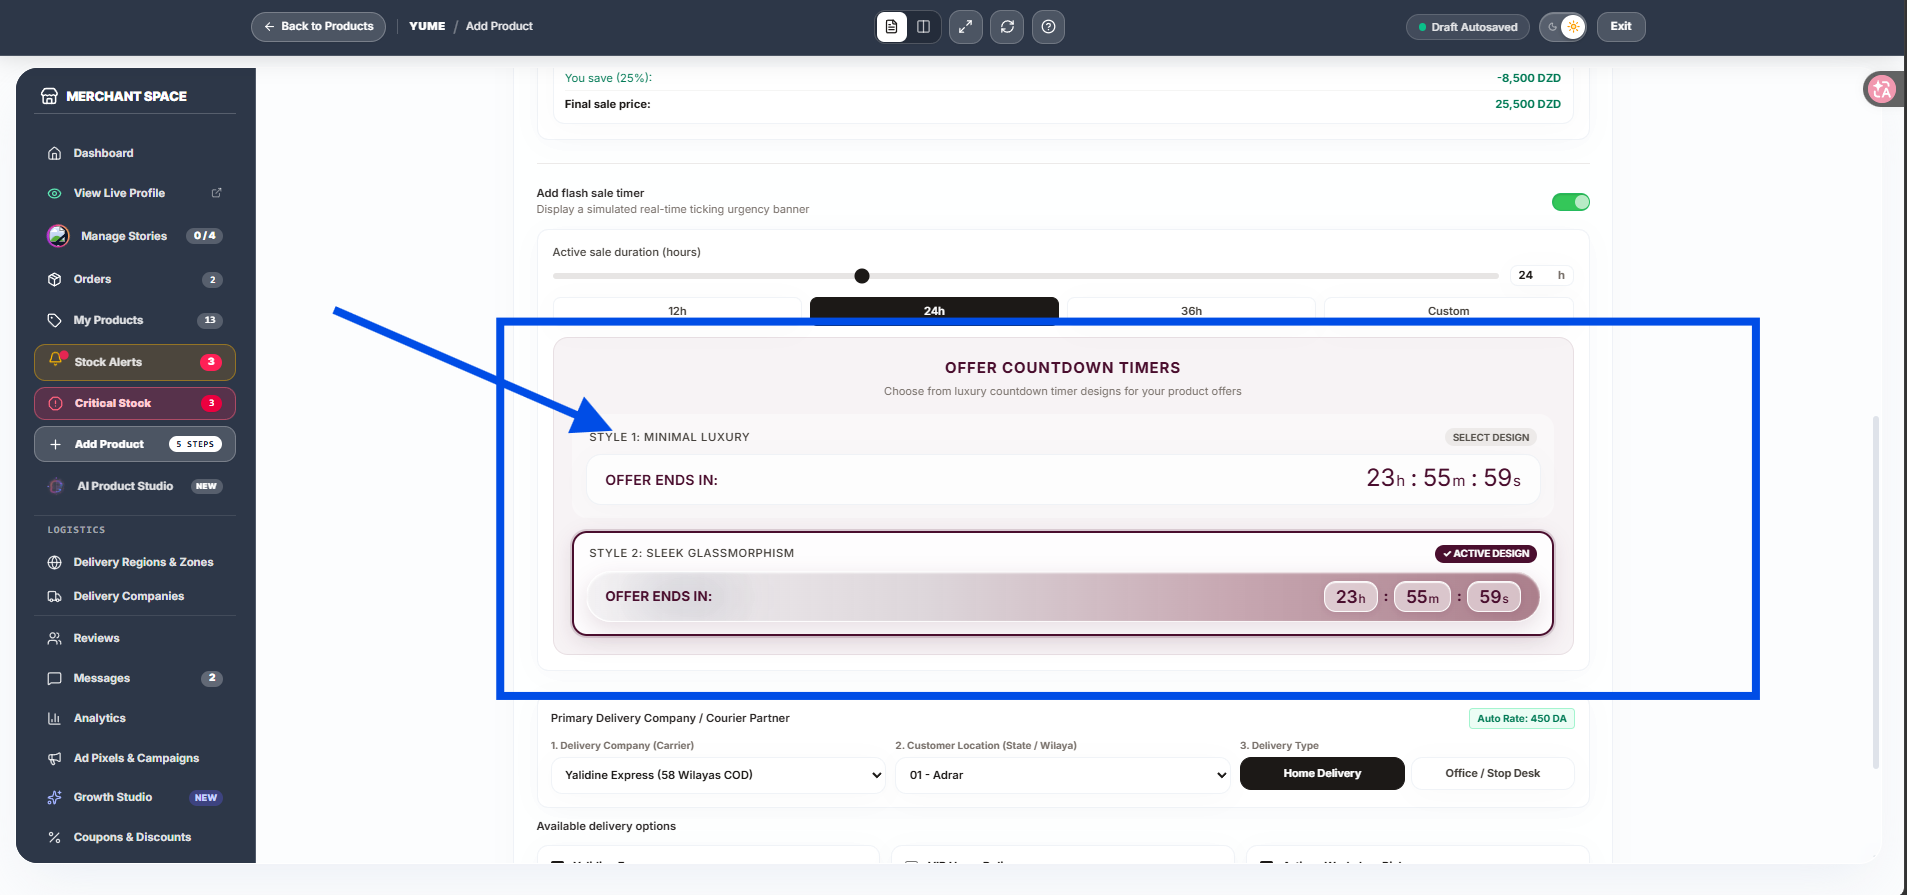 Back to Products
YUME / Add Product
Draft Autosaved
Exit
MERCHANT SPACE
Dashboard
View Live Profile
Manage Stories 0/4
Orders 2
My Products 13
Stock Alerts 3
Critical Stock 3
Add Product 5 STEPS
AI Product Studio NEW
LOGISTICS
Delivery Regions & Zones
Delivery Companies
Reviews
Messages 2
Analytics
Ad Pixels & Campaigns
Growth Studio NEW
Coupons & Discounts
You save (25%): -8,500 DZD
Final sale price: 25,500 DZD
Add flash sale timer
Display a simulated real-time ticking urgency banner
Active sale duration (hours)
24 h
12h 24h 36h Custom
OFFER COUNTDOWN TIMERS
Choose from luxury countdown timer designs for your product offers
STYLE 1: MINIMAL LUXURY SELECT DESIGN
OFFER ENDS IN: 23h : 55m : 59s
STYLE 2: SLEEK GLASSMORPHISM ✓ ACTIVE DESIGN
OFFER ENDS IN: 23h : 55m : 59s
Primary Delivery Company / Courier Partner Auto Rate: 450 DA
1. Delivery Company (Carrier) 2. Customer Location (State / Wilaya) 3. Delivery Type
Yalidine Express (58 Wilayas COD) 01 - Adrar Home Delivery Office / Stop Desk
Available delivery options